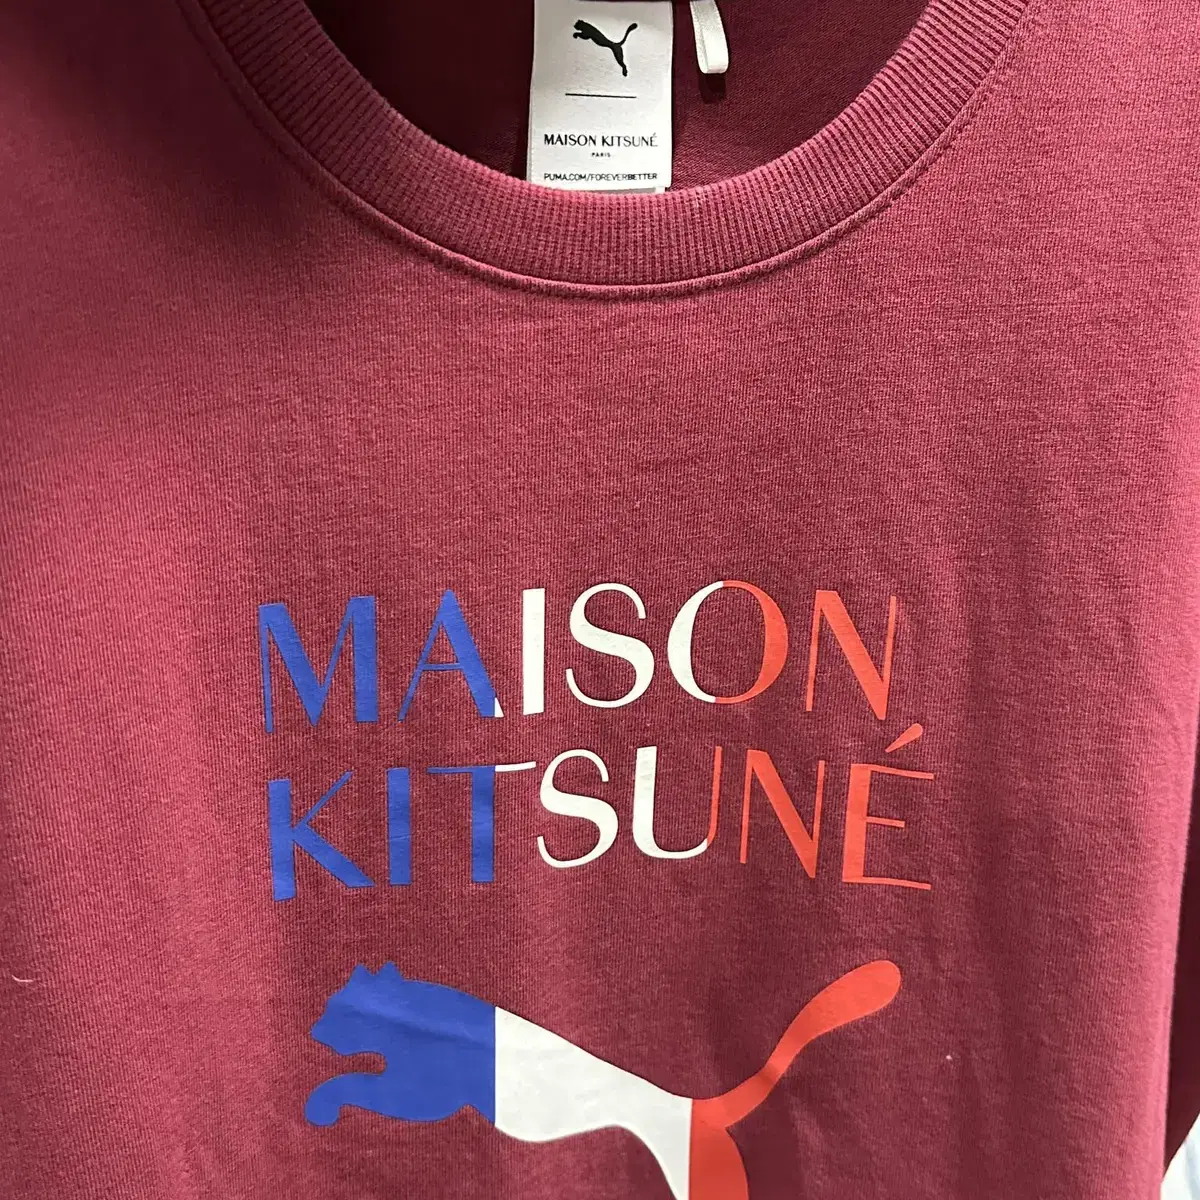 MAISON KITSUNÉ
PARIS
PUMA.COM/FOREVERBETTER
MAISON
KITSUNÉ